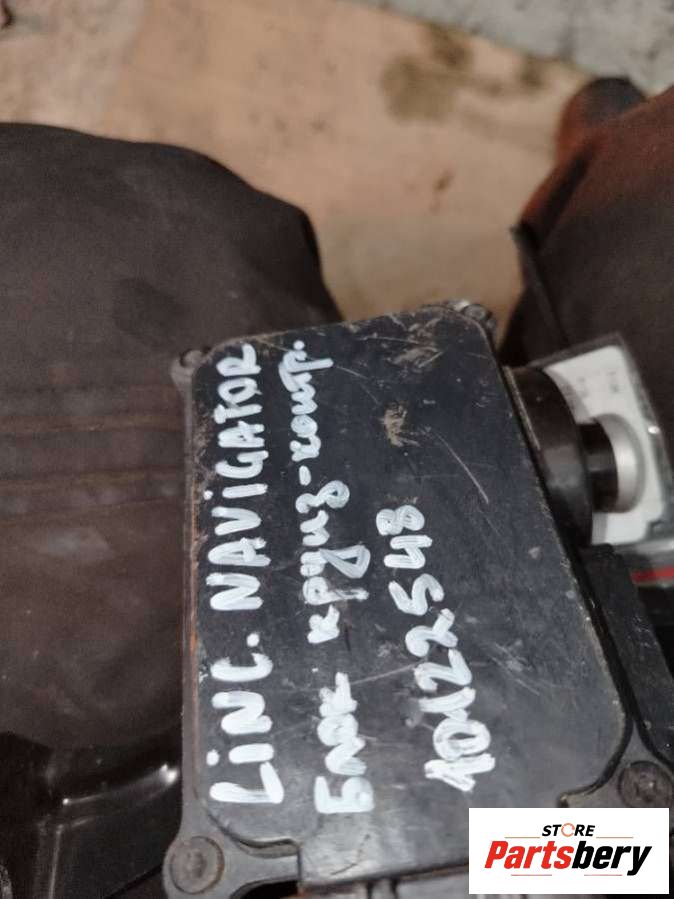 LiNC. NAViGATOR
Блок круиз-контр.
10122548
STORE
Partsbery